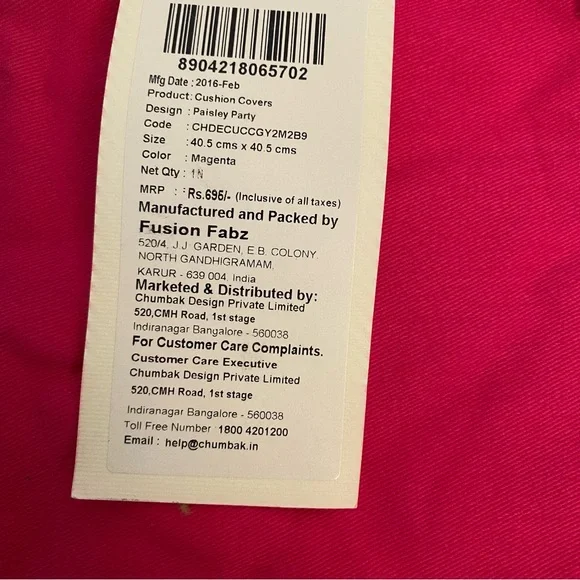 8904218065702
Mfg Date : 2016-Feb
Product: Cushion Covers
Design : Paisley Party
Code : CHDECUCCGY2M2B9
Size : 40.5 cms x 40.5 cms
Color : Magenta
Net Qty : 1N
MRP : Rs.695/- (Inclusive of all taxes)
Manufactured and Packed by
Fusion Fabz
520/4, J.J. GARDEN, E.B. COLONY,
NORTH GANDHIGRAMAM,
KARUR - 639 004, India
Marketed & Distributed by:
Chumbak Design Private Limited
520,CMH Road, 1st stage
Indiranagar Bangalore - 560038
For Customer Care Complaints.
Customer Care Executive
Chumbak Design Private Limited
520,CMH Road, 1st stage
Indiranagar Bangalore - 560038
Toll Free Number 1800 4201200
Email : help@chumbak.in